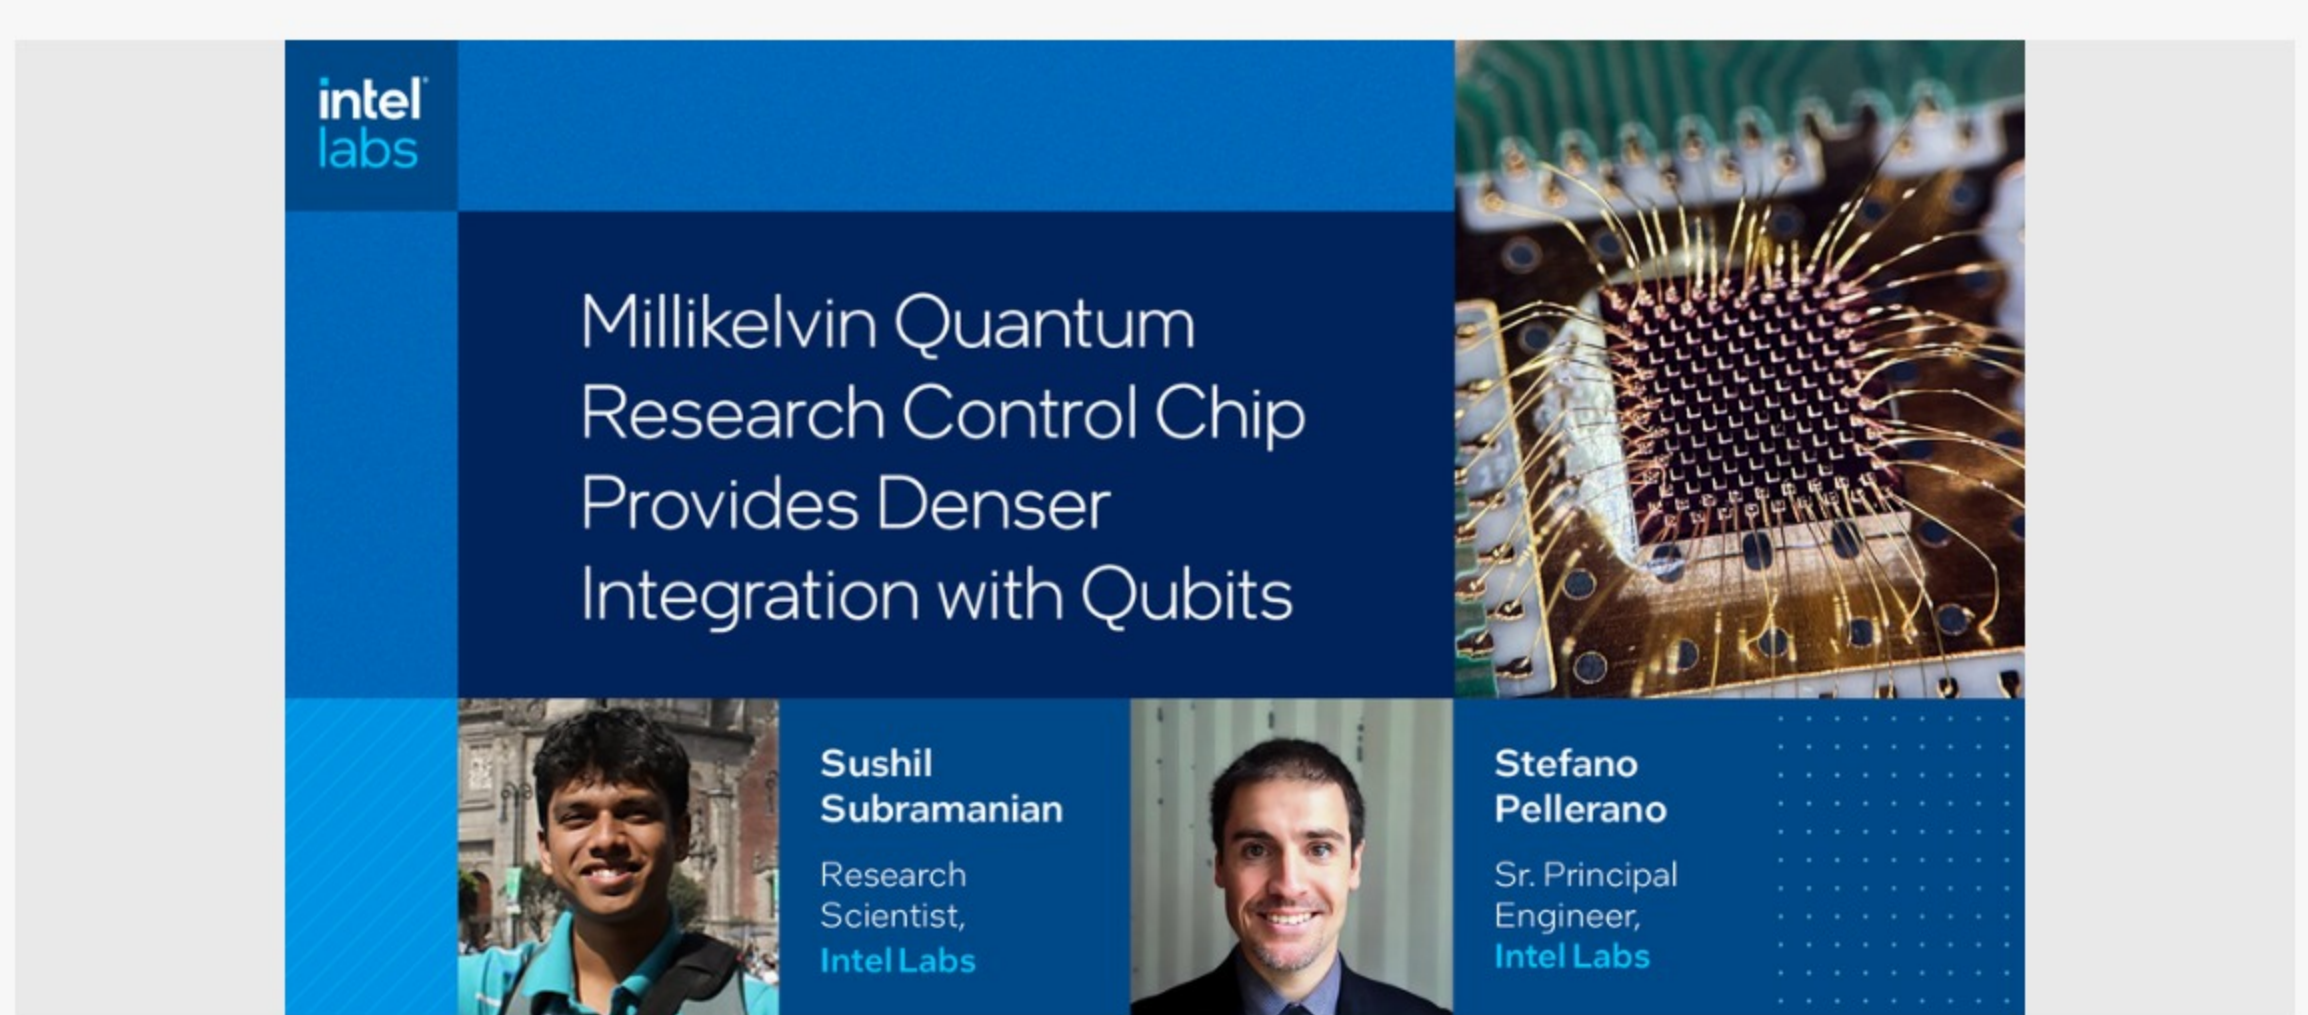 intel
labs
Millikelvin Quantum
Research Control Chip
Provides Denser
Integration with Qubits
Sushil
Subramanian
Research
Scientist,
Intel Labs
Stefano
Pellerano
Sr. Principal
Engineer,
Intel Labs